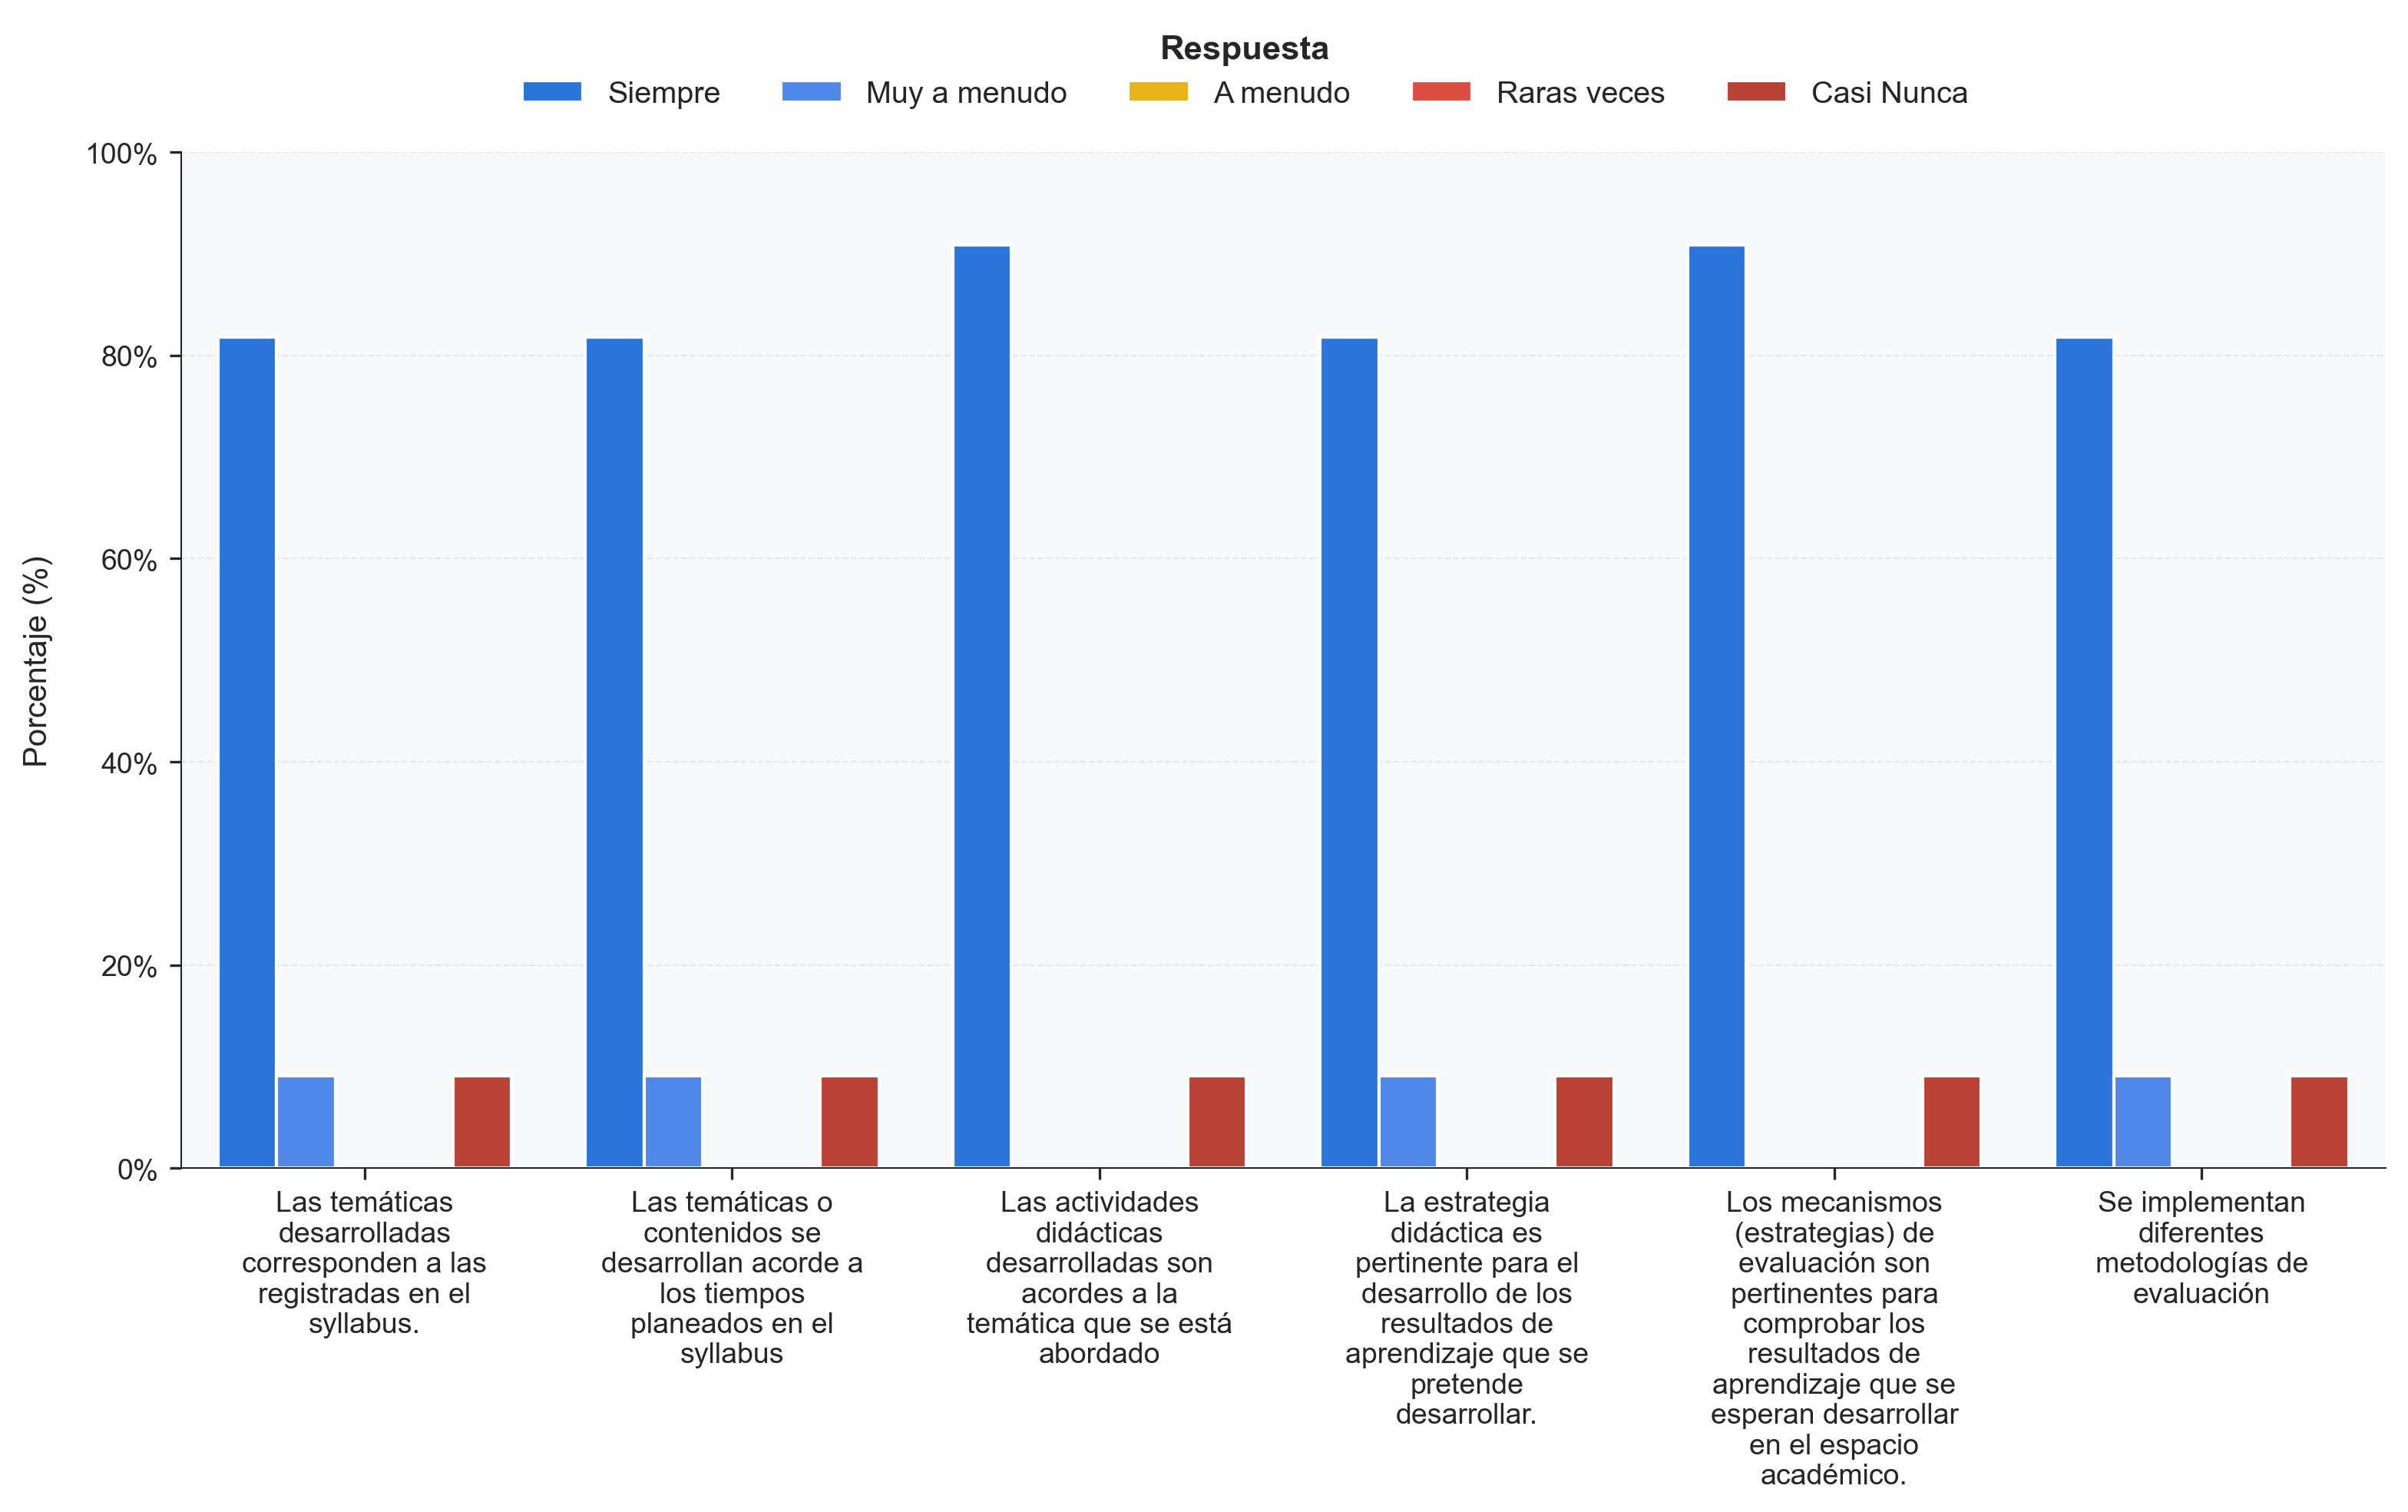 Respuesta
Siempre
Muy a menudo
A menudo
Raras veces
Casi Nunca
100%
80%
60%
40%
20%
0%
Porcentaje (%)
Las temáticas
desarrolladas
corresponden a las
registradas en el
syllabus.
Las temáticas o
contenidos se
desarrollan acorde a
los tiempos
planeados en el
syllabus
Las actividades
didácticas
desarrolladas son
acordes a la
temática que se está
abordado
La estrategia
didáctica es
pertinente para el
desarrollo de los
resultados de
aprendizaje que se
pretende
desarrollar.
Los mecanismos
(estrategias) de
evaluación son
pertinentes para
comprobar los
resultados de
aprendizaje que se
esperan desarrollar
en el espacio
académico.
Se implementan
diferentes
metodologías de
evaluación